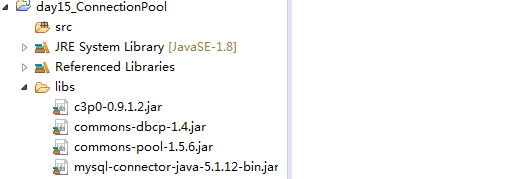 day15_ConnectionPool
src
JRE System Library [JavaSE-1.8]
Referenced Libraries
libs
c3p0-0.9.1.2.jar
commons-dbcp-1.4.jar
commons-pool-1.5.6.jar
mysql-connector-java-5.1.12-bin.jar